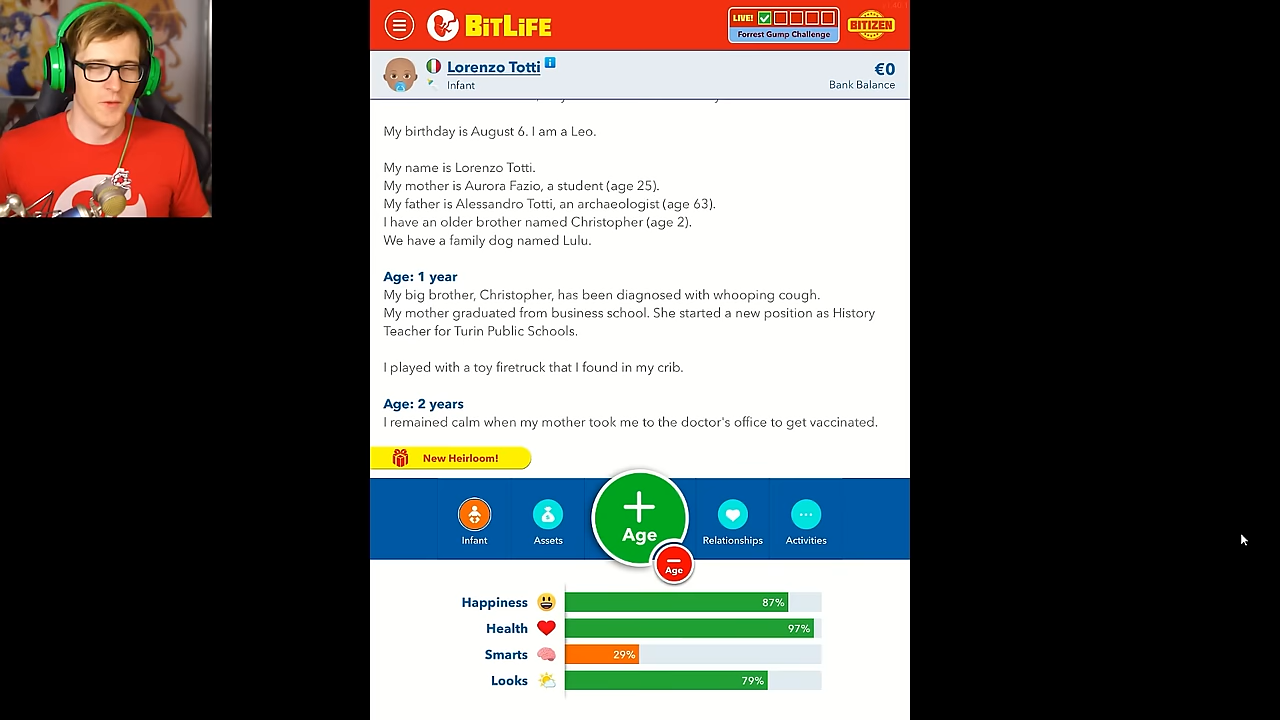 BITLIFE
LIVE!
Forrest Gump Challenge
BITIZEN
Lorenzo Totti
Infant
€0
Bank Balance
My birthday is August 6. I am a Leo.
My name is Lorenzo Totti.
My mother is Aurora Fazio, a student (age 25).
My father is Alessandro Totti, an archaeologist (age 63).
I have an older brother named Christopher (age 2).
We have a family dog named Lulu.
Age: 1 year
My big brother, Christopher, has been diagnosed with whooping cough.
My mother graduated from business school. She started a new position as History
Teacher for Turin Public Schools.
I played with a toy firetruck that I found in my crib.
Age: 2 years
I remained calm when my mother took me to the doctor's office to get vaccinated.
New Heirloom!
Infant
Assets
Age
Age
Relationships
Activities
Happiness 87%
Health 97%
Smarts 29%
Looks 79%